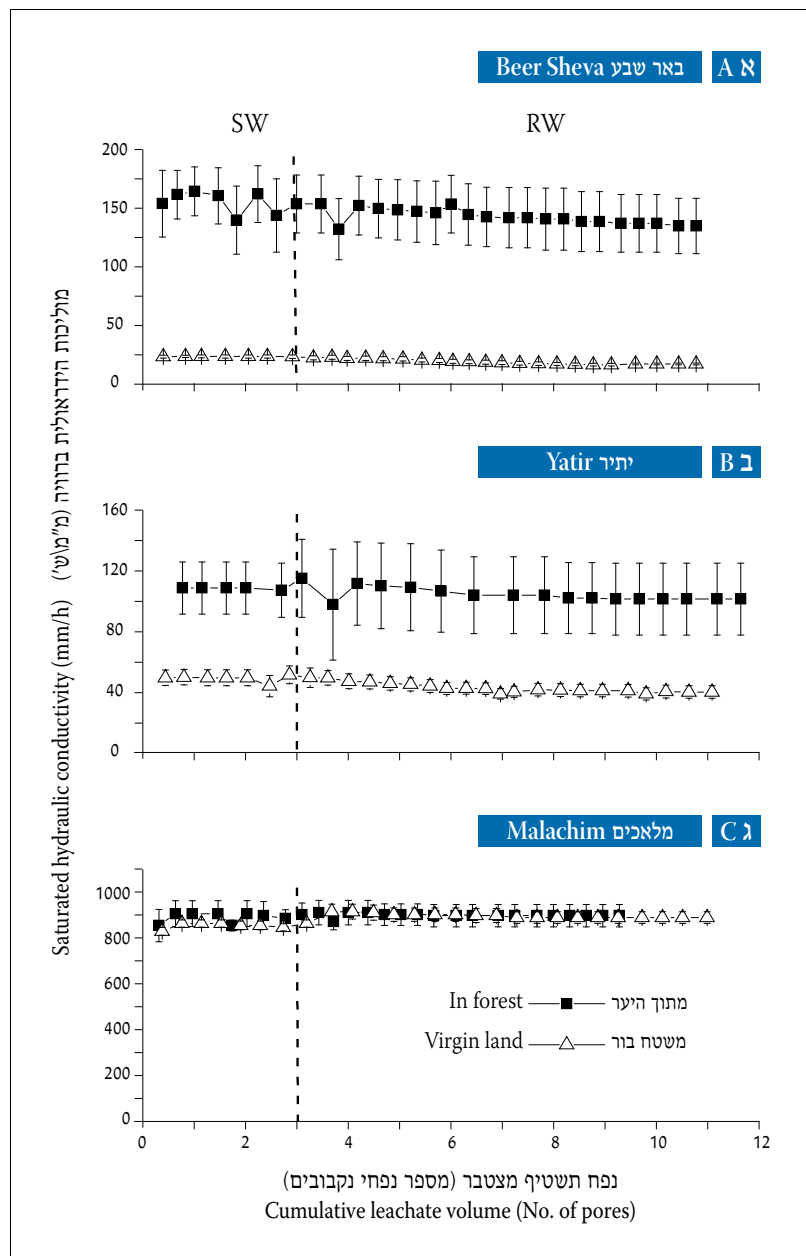 א A באר שבע Beer Sheva
SW RW
200
150
100
50
0
ב B יתיר Yatir
160
120
80
40
0
ג C מלאכים Malachim
1000
800
600
400
200
0
מתוך היער In forest
משטח בור Virgin land
0 2 4 6 8 10 12
נפח תשטיף מצטבר (מספר נפחי נקבובים)
Cumulative leachate volume (No. of pores)
מוליכות הידראולית ברוויה (מ"מ\ש')
Saturated hydraulic conductivity (mm/h)